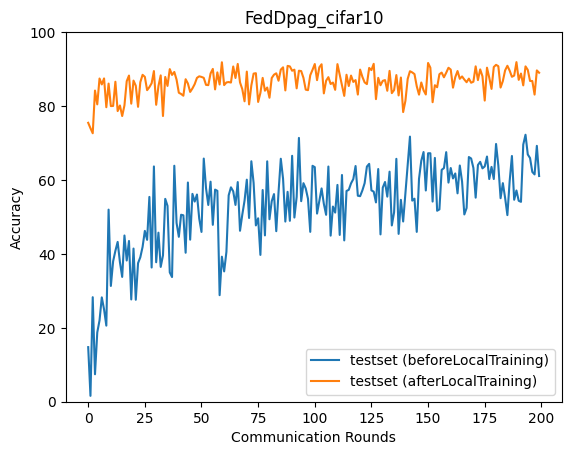 FedDpag_cifar10
100
80
60
40
20
0
Accuracy
0 25 50 75 100 125 150 175 200
Communication Rounds
testset (beforeLocalTraining)
testset (afterLocalTraining)